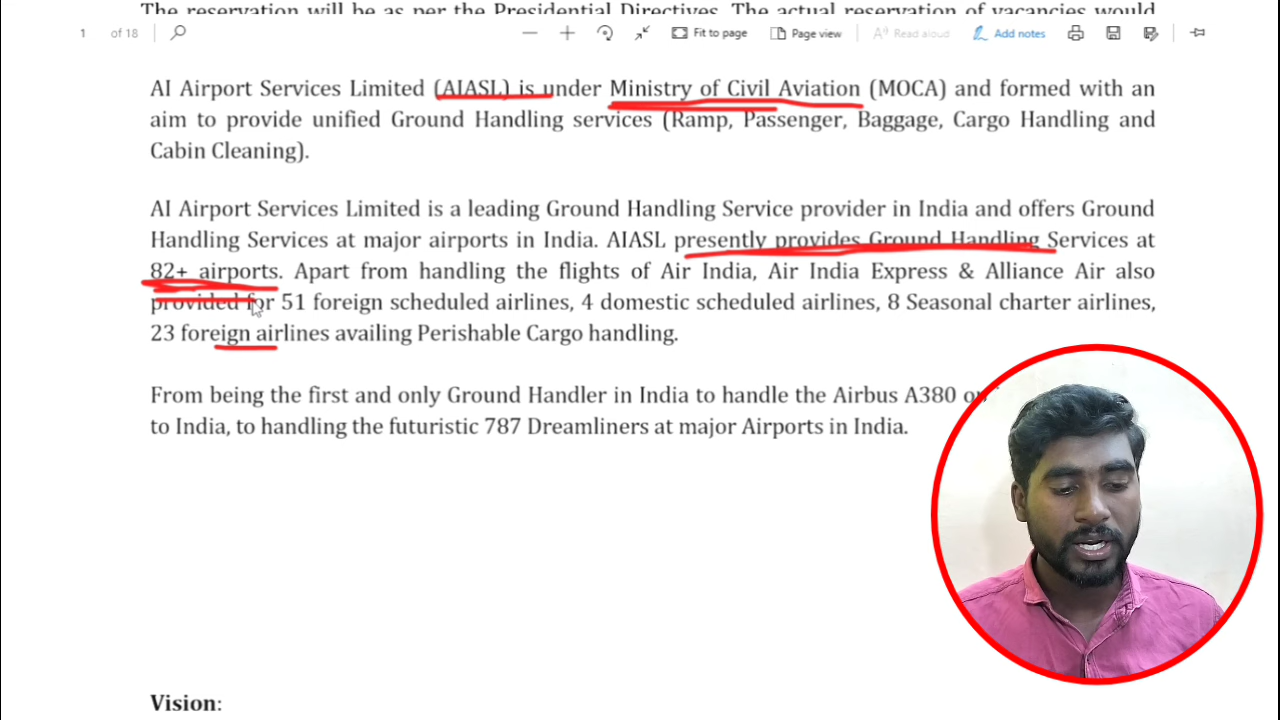 The reservation will be as per the Presidential Directives. The actual reservation of vacancies would
1 of 18 Fit to page Page view Read aloud Add notes
AI Airport Services Limited (AIASL) is under Ministry of Civil Aviation (MOCA) and formed with an
aim to provide unified Ground Handling services (Ramp, Passenger, Baggage, Cargo Handling and
Cabin Cleaning).
AI Airport Services Limited is a leading Ground Handling Service provider in India and offers Ground
Handling Services at major airports in India. AIASL presently provides Ground Handling Services at
82+ airports. Apart from handling the flights of Air India, Air India Express & Alliance Air also
provided for 51 foreign scheduled airlines, 4 domestic scheduled airlines, 8 Seasonal charter airlines,
23 foreign airlines availing Perishable Cargo handling.
From being the first and only Ground Handler in India to handle the Airbus A380
to India, to handling the futuristic 787 Dreamliners at major Airports in India.
Vision: